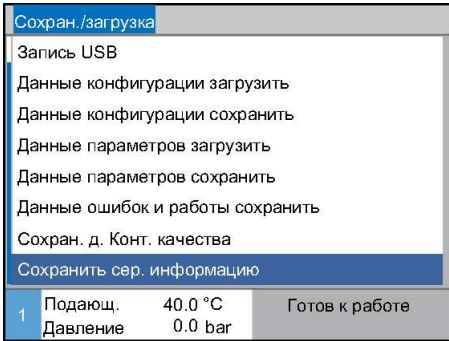 Сохран./загрузка
Запись USB
Данные конфигурации загрузить
Данные конфигурации сохранить
Данные параметров загрузить
Данные параметров сохранить
Данные ошибок и работы сохранить
Сохран. д. Конт. качества
Сохранить сер. информацию
1 Подающ. 40.0 °C Готов к работе
Давление 0.0 bar